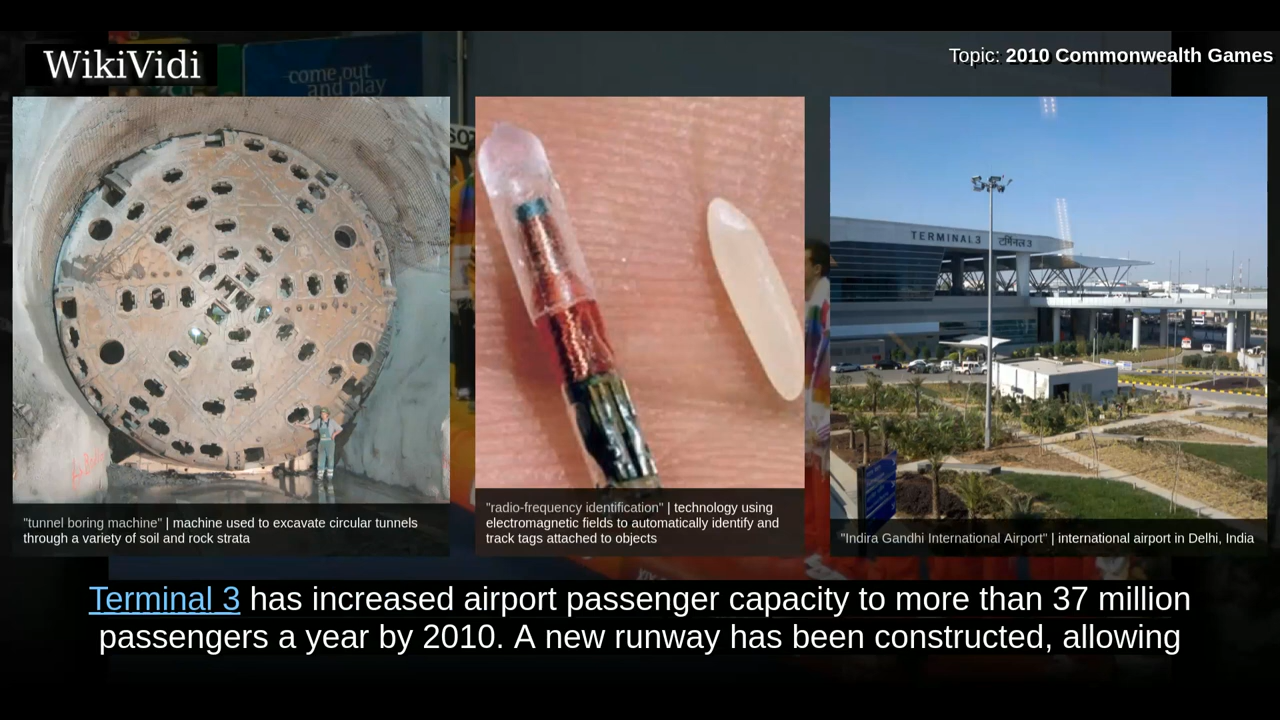 WikiVidi
Topic: 2010 Commonwealth Games
come out
and play
TERMINAL 3 टर्मिनल 3
"tunnel boring machine" | machine used to excavate circular tunnels
through a variety of soil and rock strata
"radio-frequency identification" | technology using
electromagnetic fields to automatically identify and
track tags attached to objects
"Indira Gandhi International Airport" | international airport in Delhi, India
Terminal 3 has increased airport passenger capacity to more than 37 million
passengers a year by 2010. A new runway has been constructed, allowing